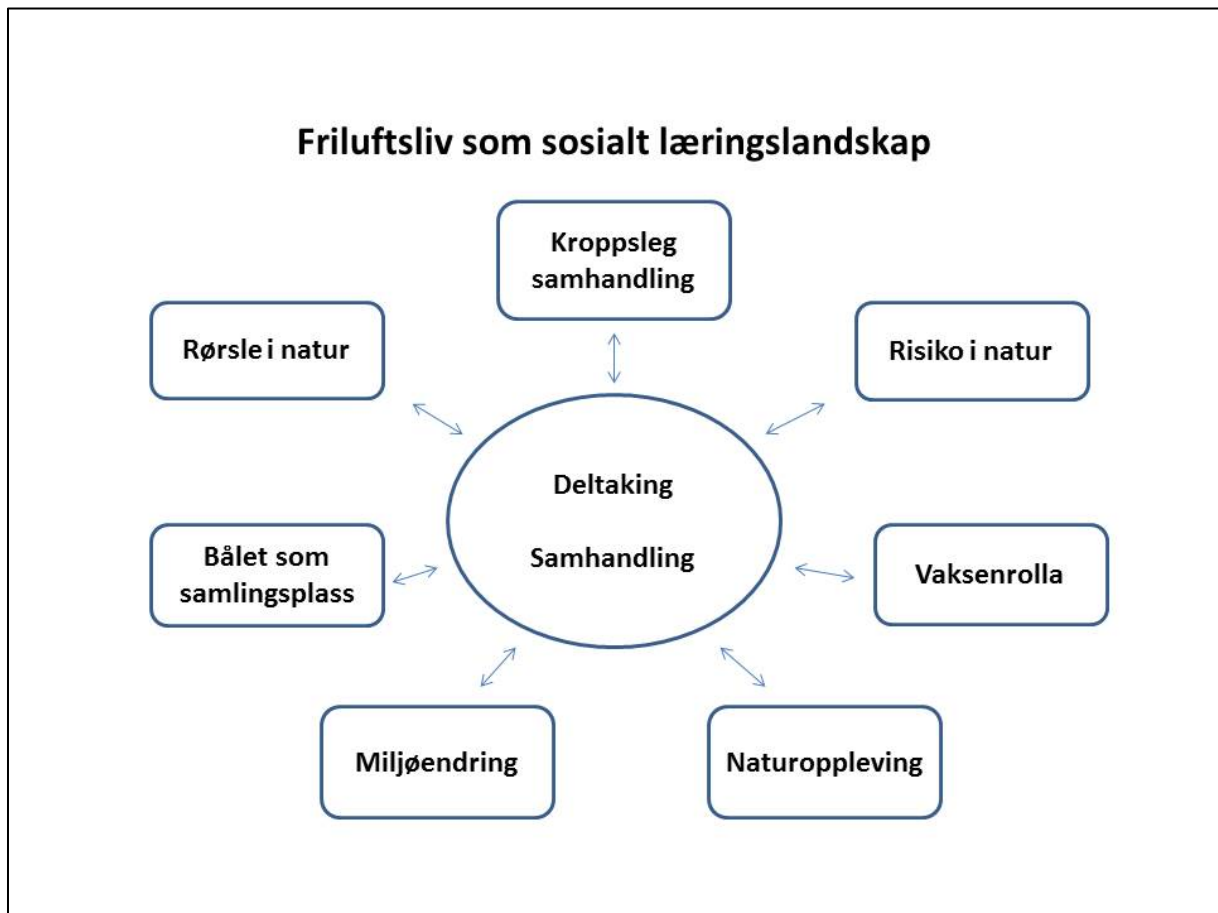 Friluftsliv som sosialt læringslandskap
Kroppsleg
samhandling
Rørsle i natur
Risiko i natur
Deltaking
Samhandling
Bålet som
samlingsplass
Vaksenrolla
Miljøendring
Naturoppleving